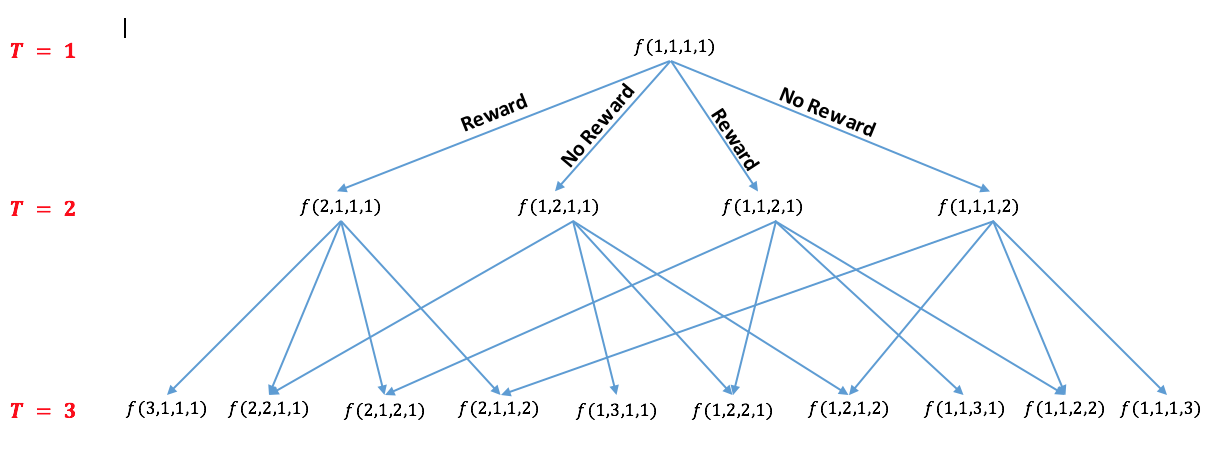 T = 1
f(1,1,1,1)
Reward
No Reward
Reward
No Reward
T = 2
f(2,1,1,1) f(1,2,1,1) f(1,1,2,1) f(1,1,1,2)
T = 3
f(3,1,1,1) f(2,2,1,1) f(2,1,2,1) f(2,1,1,2) f(1,3,1,1) f(1,2,2,1) f(1,2,1,2) f(1,1,3,1) f(1,1,2,2) f(1,1,1,3)